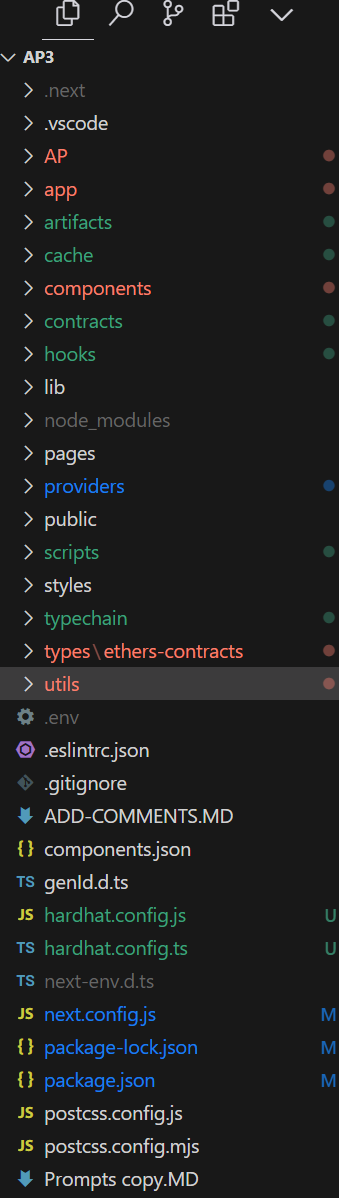 AP3
.next
.vscode
AP
app
artifacts
cache
components
contracts
hooks
lib
node_modules
pages
providers
public
scripts
styles
typechain
types\ethers-contracts
utils
.env
.eslintrc.json
.gitignore
ADD-COMMENTS.MD
{} components.json
TS genId.d.ts
JS hardhat.config.js U
TS hardhat.config.ts U
TS next-env.d.ts
JS next.config.js M
{} package-lock.json M
{} package.json M
JS postcss.config.js
JS postcss.config.mjs
Prompts copy.MD